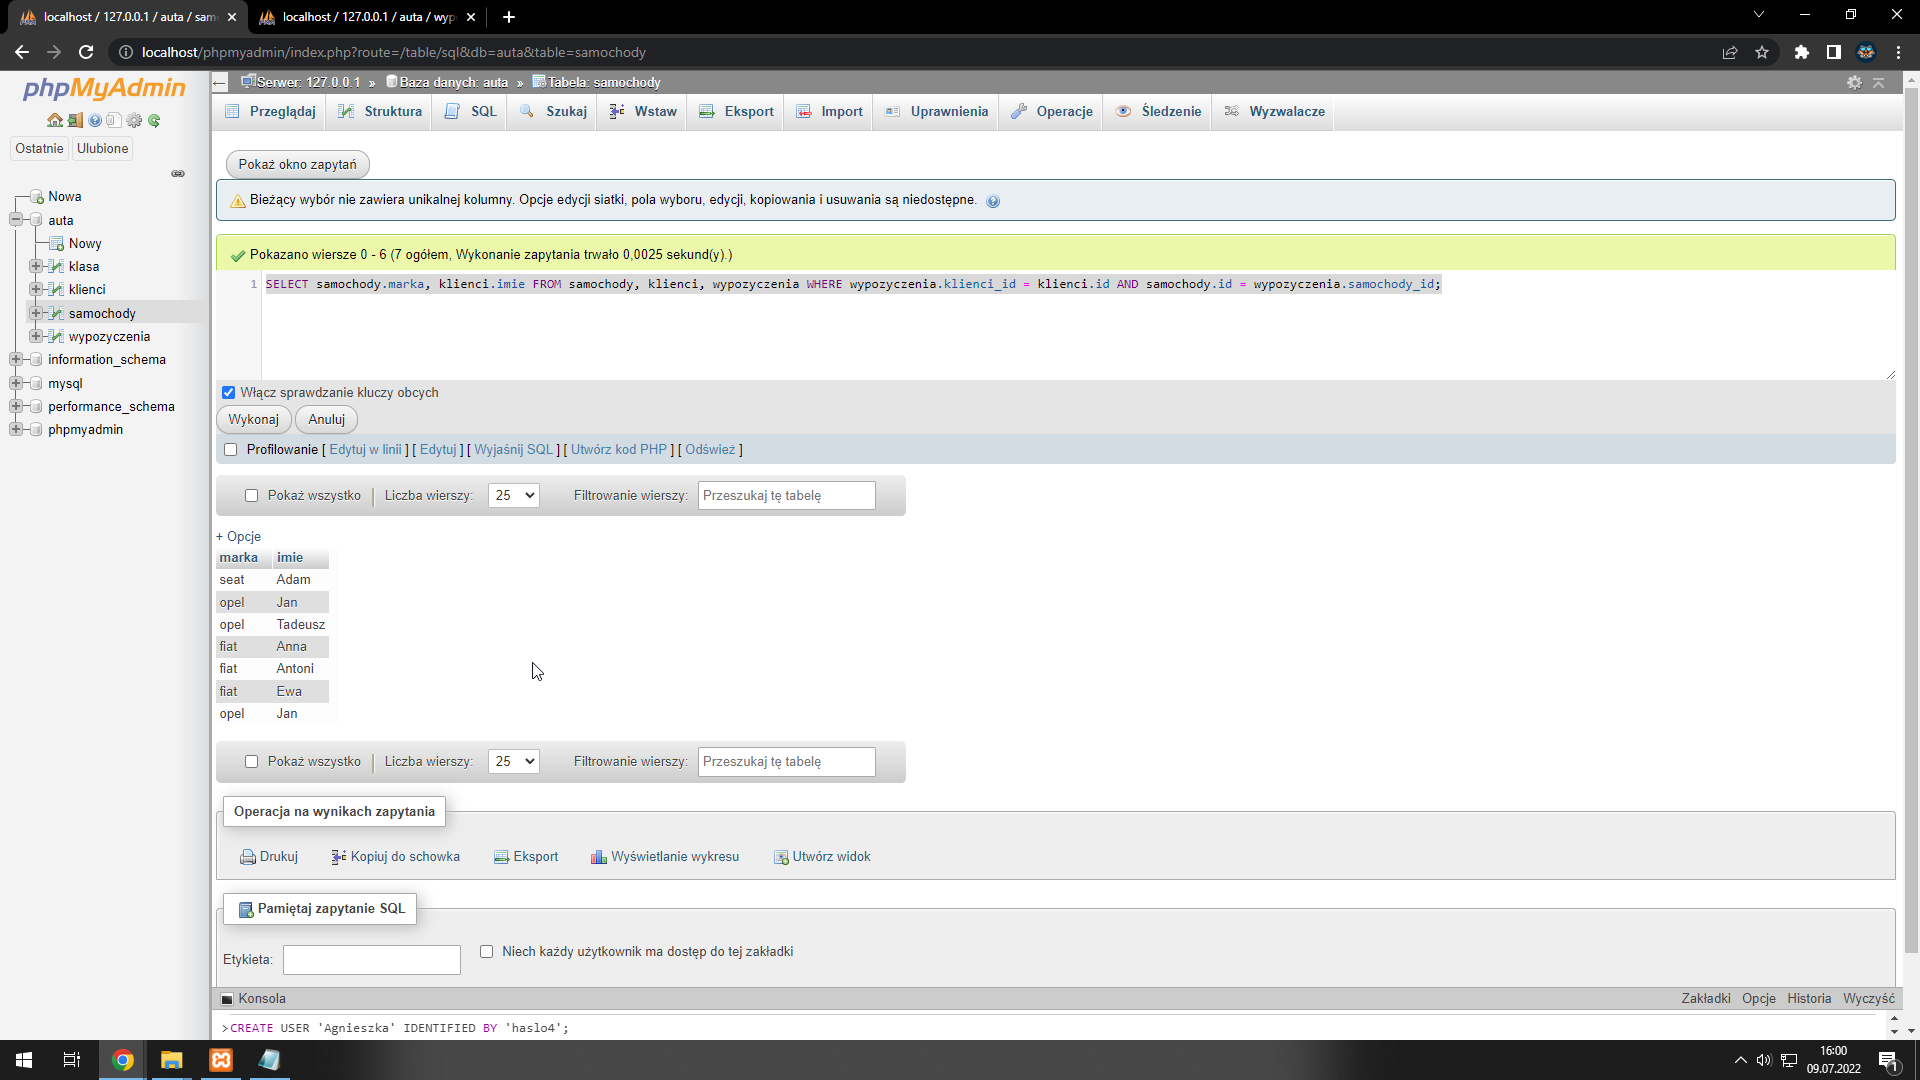 localhost / 127.0.0.1 / auta / sam
localhost / 127.0.0.1 / auta / wyp
localhost/phpmyadmin/index.php?route=/table/sql&db=auta&table=samochody
phpMyAdmin
Ostatnie Ulubione
Nowa
auta
Nowy
klasa
klienci
samochody
wypozyczenia
information_schema
mysql
performance_schema
phpmyadmin
Serwer: 127.0.0.1 » Baza danych: auta » Tabela: samochody
Przeglądaj Struktura SQL Szukaj Wstaw Eksport Import Uprawnienia Operacje Śledzenie Wyzwalacze
Pokaż okno zapytań
Bieżący wybór nie zawiera unikalnej kolumny. Opcje edycji siatki, pola wyboru, edycji, kopiowania i usuwania są niedostępne.
Pokazano wiersze 0 - 6 (7 ogółem, Wykonanie zapytania trwało 0,0025 sekund(y).)
1 SELECT samochody.marka, klienci.imie FROM samochody, klienci, wypozyczenia WHERE wypozyczenia.klienci_id = klienci.id AND samochody.id = wypozyczenia.samochody_id;
Włącz sprawdzanie kluczy obcych
Wykonaj Anuluj
Profilowanie [ Edytuj w linii ] [ Edytuj ] [ Wyjaśnij SQL ] [ Utwórz kod PHP ] [ Odśwież ]
Pokaż wszystko Liczba wierszy: 25 Filtrowanie wierszy: Przeszukaj tę tabelę
+ Opcje
marka imie
seat Adam
opel Jan
opel Tadeusz
fiat Anna
fiat Antoni
fiat Ewa
opel Jan
Pokaż wszystko Liczba wierszy: 25 Filtrowanie wierszy: Przeszukaj tę tabelę
Operacja na wynikach zapytania
Drukuj Kopiuj do schowka Eksport Wyświetlanie wykresu Utwórz widok
Pamiętaj zapytanie SQL
Etykieta: Niech każdy użytkownik ma dostęp do tej zakładki
Konsola Zakładki Opcje Historia Wyczyść
>CREATE USER 'Agnieszka' IDENTIFIED BY 'haslo4';
16:00
09.07.2022
1